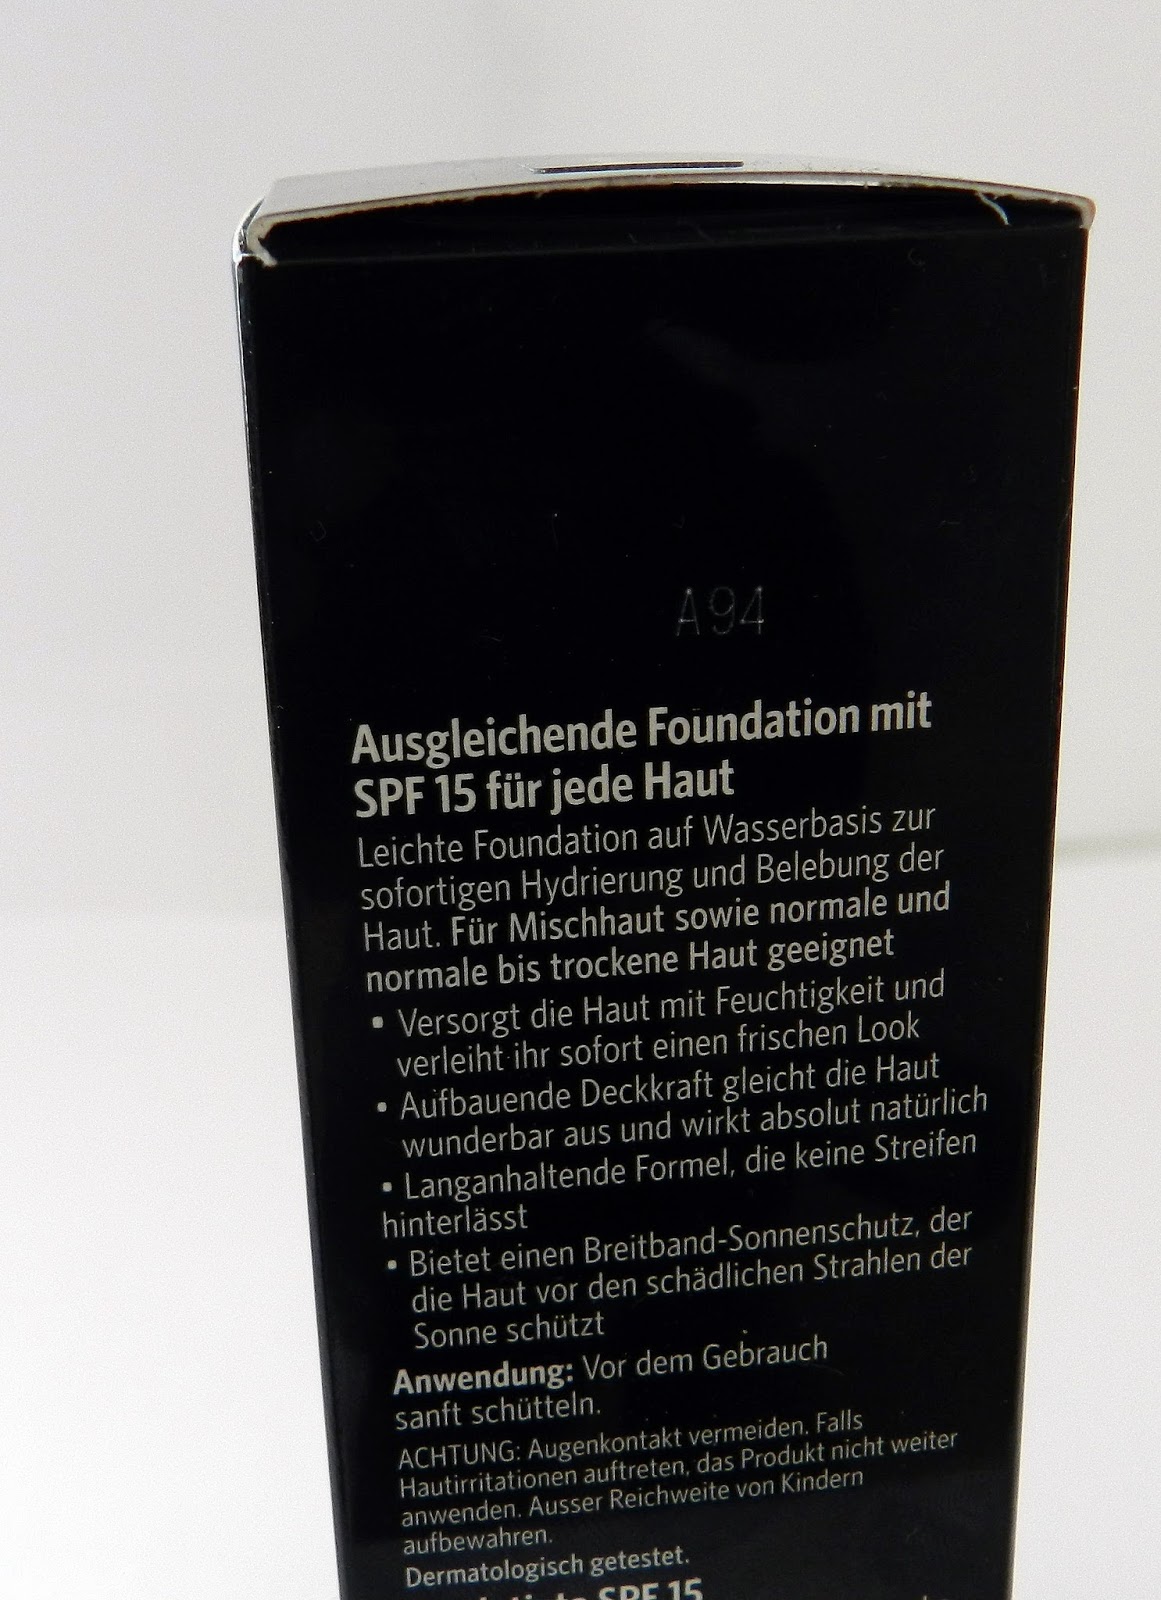 A94
Ausgleichende Foundation mit
SPF 15 für jede Haut
Leichte Foundation auf Wasserbasis zur
sofortigen Hydrierung und Belebung der
Haut. Für Mischhaut sowie normale und
normale bis trockene Haut geeignet
• Versorgt die Haut mit Feuchtigkeit und
verleiht ihr sofort einen frischen Look
• Aufbauende Deckkraft gleicht die Haut
wunderbar aus und wirkt absolut natürlich
• Langanhaltende Formel, die keine Streifen
hinterlässt
• Bietet einen Breitband-Sonnenschutz, der
die Haut vor den schädlichen Strahlen der
Sonne schützt
Anwendung: Vor dem Gebrauch
sanft schütteln.
ACHTUNG: Augenkontakt vermeiden. Falls
Hautirritationen auftreten, das Produkt nicht weiter
anwenden. Ausser Reichweite von Kindern
aufbewahren.
Dermatologisch getestet.
SPF 15